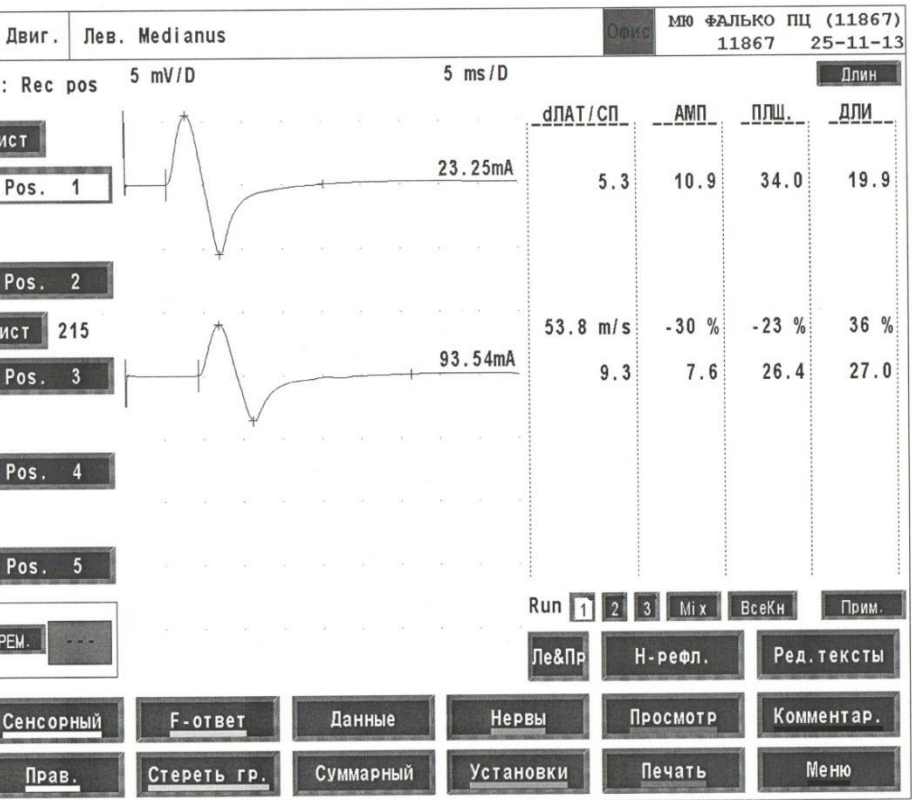 Двиг.
Лев. Medianus
Офис
МЮ ФАЛЬКО ПЦ (11867)
11867 25-11-13
: Rec pos
5 mV/D
5 ms/D
Длин
dЛАТ/СП АМП ПЛЩ. ДЛИ
ист
Pos. 1
23.25mA
5.3 10.9 34.0 19.9
Pos. 2
ист 215
53.8 m/s -30 % -23 % 36 %
Pos. 3
93.54mA
9.3 7.6 26.4 27.0
Pos. 4
Pos. 5
Run 1 2 3 Mix ВсеКн Прим.
РЕМ. ---
Ле&Пр Н-рефл. Ред.тексты
Сенсорный F-ответ Данные Нервы Просмотр Комментар.
Прав. Стереть гр. Суммарный Установки Печать Меню